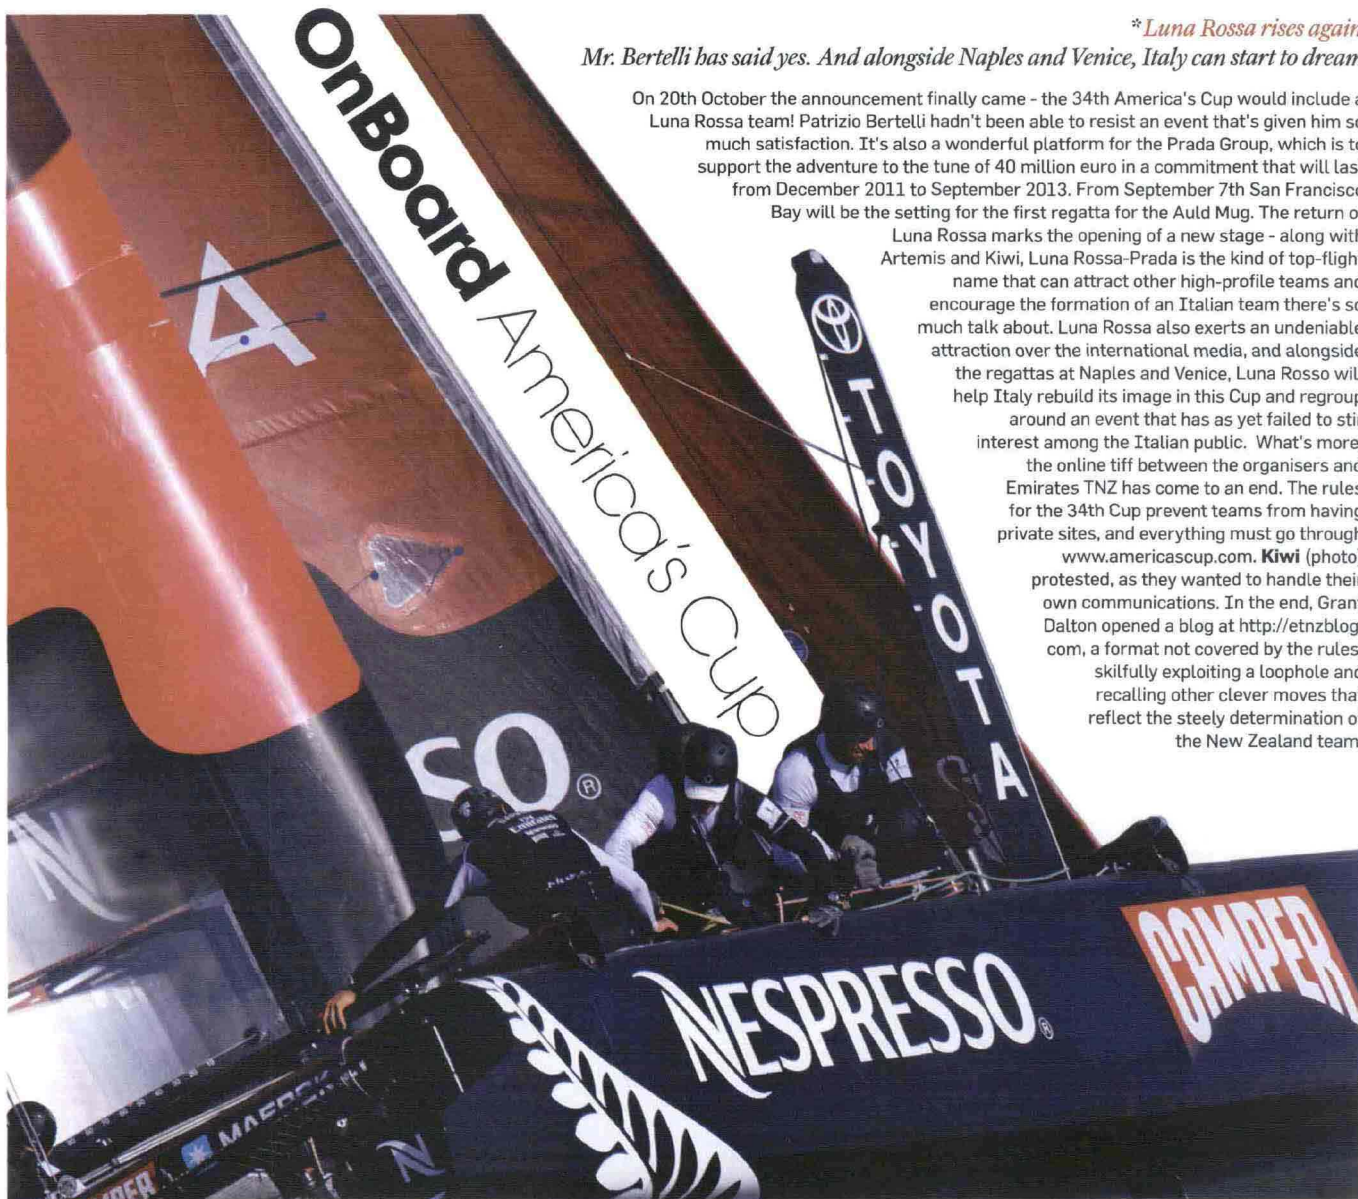 OnBoard America's Cup
*Luna Rossa rises again
Mr. Bertelli has said yes. And alongside Naples and Venice, Italy can start to dream
On 20th October the announcement finally came - the 34th America's Cup would include a
Luna Rossa team! Patrizio Bertelli hadn't been able to resist an event that's given him so
much satisfaction. It's also a wonderful platform for the Prada Group, which is to
support the adventure to the tune of 40 million euro in a commitment that will las
from December 2011 to September 2013. From September 7th San Francisco
Bay will be the setting for the first regatta for the Auld Mug. The return o
Luna Rossa marks the opening of a new stage - along with
Artemis and Kiwi, Luna Rossa-Prada is the kind of top-fligh
name that can attract other high-profile teams and
encourage the formation of an Italian team there's so
much talk about. Luna Rossa also exerts an undeniable
attraction over the international media, and alongside
the regattas at Naples and Venice, Luna Rosso wil
help Italy rebuild its image in this Cup and regroup
around an event that has as yet failed to sti
interest among the Italian public. What's more
the online tiff between the organisers and
Emirates TNZ has come to an end. The rules
for the 34th Cup prevent teams from having
private sites, and everything must go through
www.americascup.com. Kiwi (photo)
protested, as they wanted to handle their
own communications. In the end, Gran
Dalton opened a blog at http://etnzblog
com, a format not covered by the rules
skilfully exploiting a loophole and
recalling other clever moves tha
reflect the steely determination o
the New Zealand team
A
TOYOTA
SO®
Emirates
N
NESPRESSO®
CAMPER
MAERSK
N
CAMPER